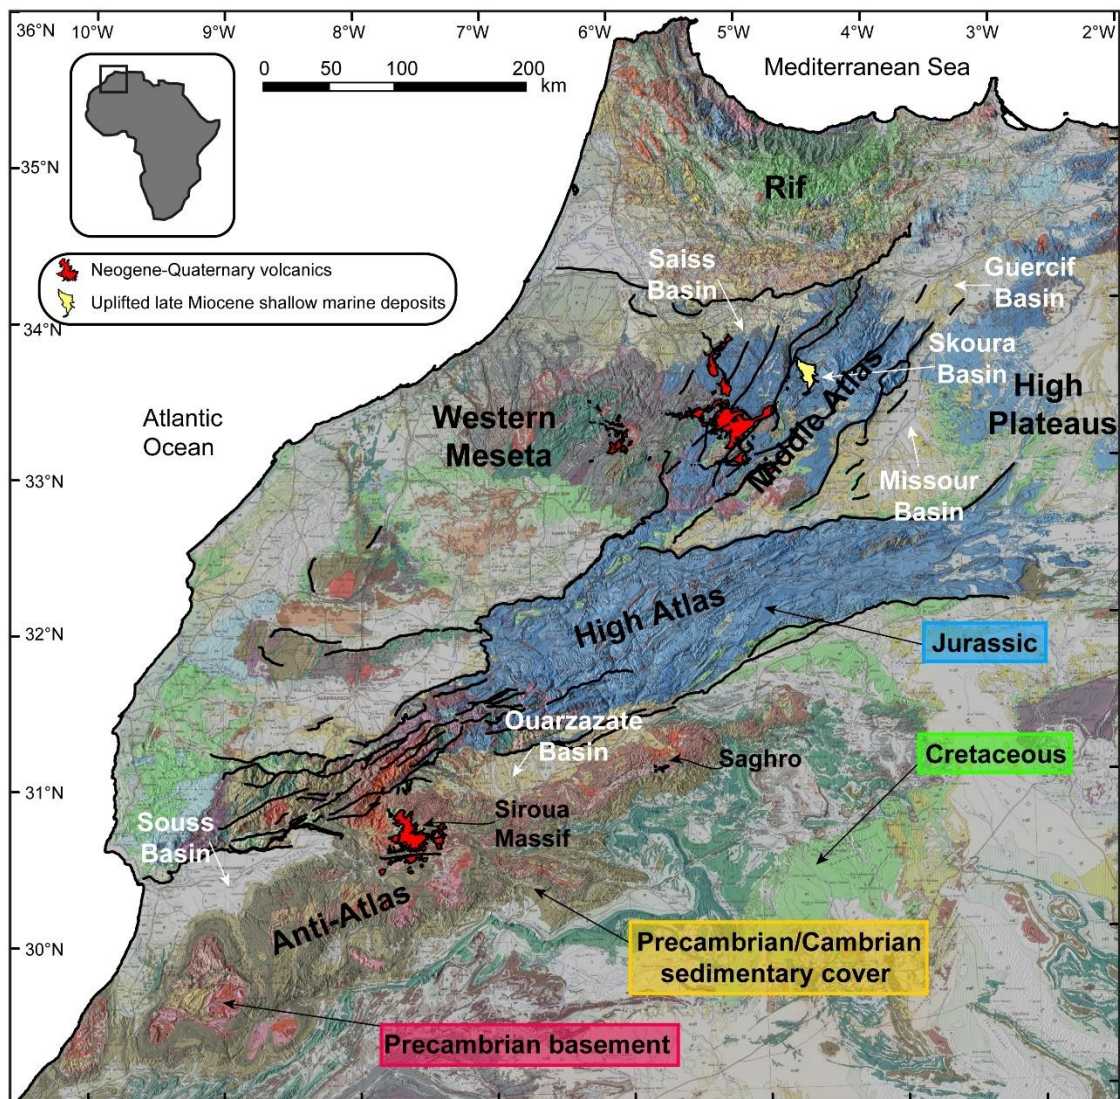 36°N
10°W
9°W
8°W
7°W
6°W
5°W
4°W
2°W
0 50 100 200
km
Mediterranean Sea
35°N
Rif
Neogene-Quaternary volcanics
Uplifted late Miocene shallow marine deposits
Saiss
Basin
Guercif
Basin
34°N
Skoura
Basin
High
Plateaus
Atlantic
Ocean
Western
Meseta
Middle Atlas
33°N
Missour
Basin
High Atlas
32°N
Jurassic
Ouarzazate
Basin
Cretaceous
Saghro
31°N
Siroua
Massif
Souss
Basin
Anti-Atlas
30°N
Precambrian/Cambrian
sedimentary cover
Precambrian basement